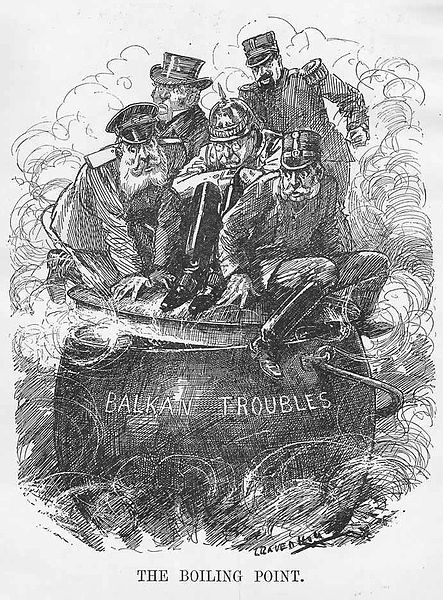 BALKAN TROUBLES
THE BOILING POINT.